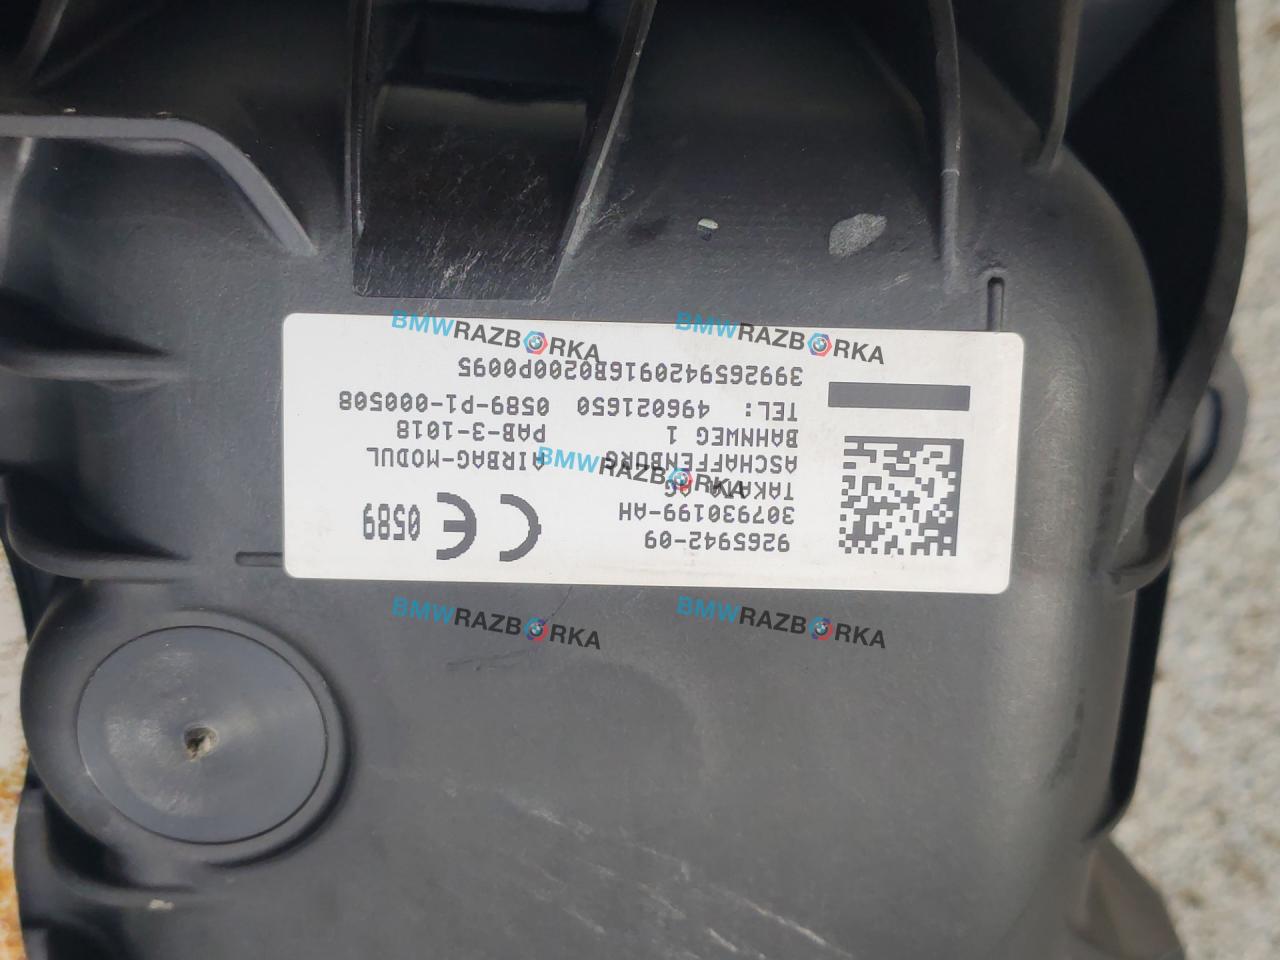 9265942-09
307930199-AH
TAKATA AG
ASCHAFFENBURG
BAHNWEG 1
TEL: 496021650
CE 0589
AIRBAG-MODUL
PAB-3-1018
0589-P1-000508
3992659420916B0200P0095
BMWRAZBORKA
BMWRAZBORKA
BMWRAZBORKA
BMWRAZBORKA
BMWRAZBORKA